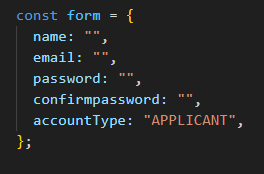 const form = {
  name: "",
  email: "",
  password: "",
  confirmpassword: "",
  accountType: "APPLICANT",
};